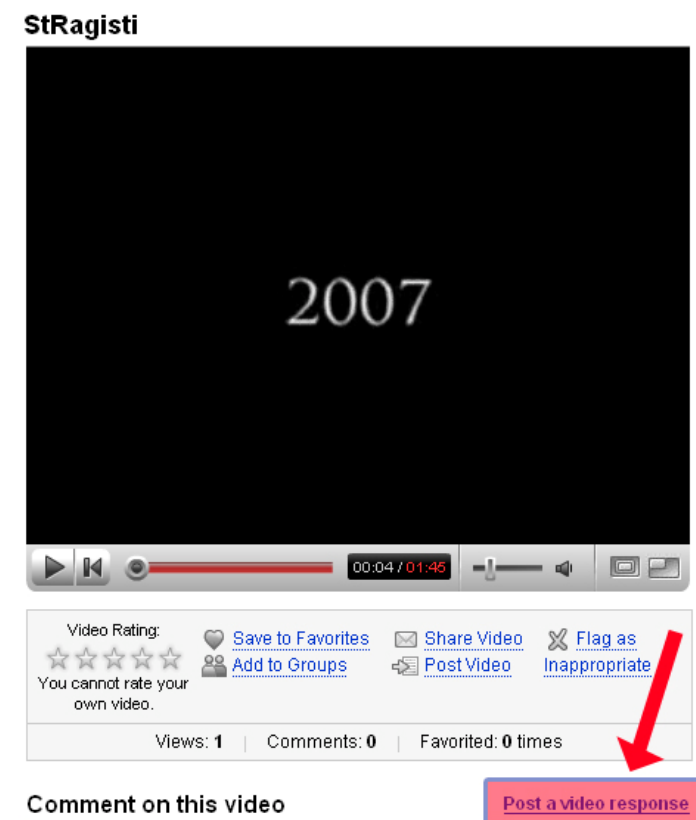 StRagisti
2007
00:04 / 01:45
Video Rating:
You cannot rate your
own video.
Save to Favorites
Add to Groups
Share Video
Post Video
Flag as
Inappropriate
Views: 1 | Comments: 0 | Favorited: 0 times
Comment on this video
Post a video response